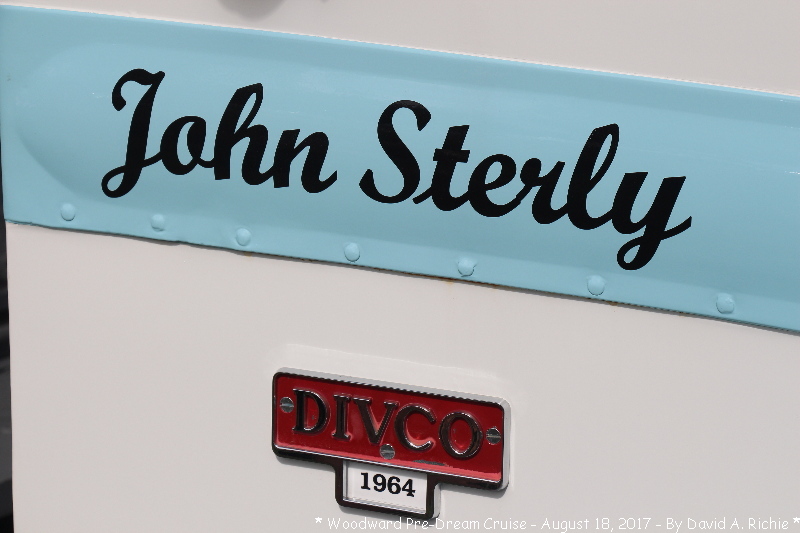 John Sterly
DIVCO
1964
* Woodward Pre-Dream Cruise - August 18, 2017 - By David A. Richie *